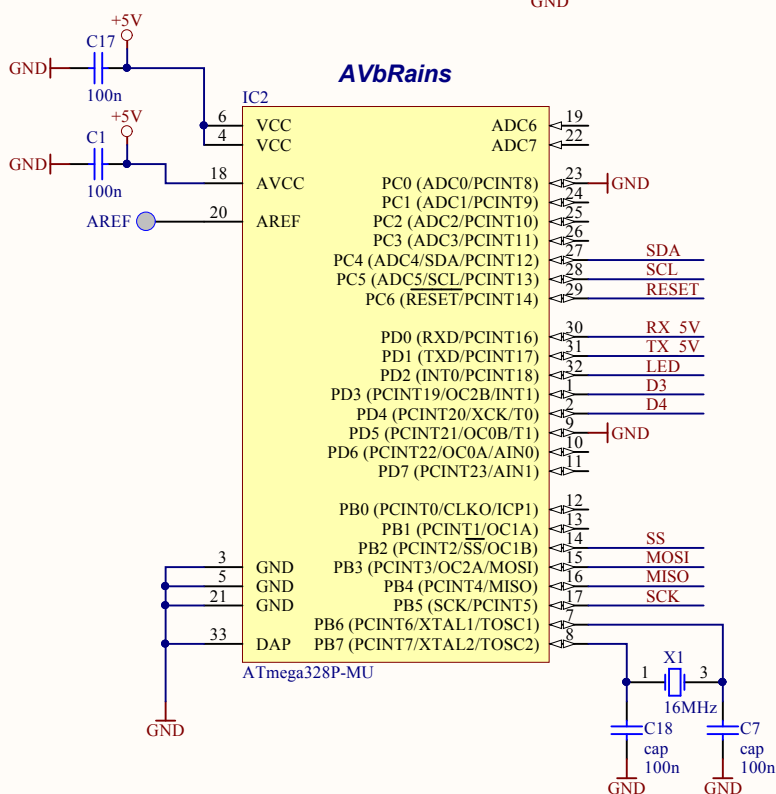 GND
+5V
C17
GND
100n
+5V
C1
GND
100n
AREF
AVbRains
IC2
6 VCC
4 VCC
18 AVCC
20 AREF
3 GND
5 GND
21 GND
33 DAP
GND
ADC6 19
ADC7 22
PC0 (ADC0/PCINT8) 23 GND
PC1 (ADC1/PCINT9) 24
PC2 (ADC2/PCINT10) 25
PC3 (ADC3/PCINT11) 26
PC4 (ADC4/SDA/PCINT12) 27 SDA
PC5 (ADC5/SCL/PCINT13) 28 SCL
PC6 (RESET/PCINT14) 29 RESET
PD0 (RXD/PCINT16) 30 RX 5V
PD1 (TXD/PCINT17) 31 TX 5V
PD2 (INT0/PCINT18) 32 LED
PD3 (PCINT19/OC2B/INT1) 1 D3
PD4 (PCINT20/XCK/T0) 2 D4
PD5 (PCINT21/OC0B/T1) 9 GND
PD6 (PCINT22/OC0A/AIN0) 10
PD7 (PCINT23/AIN1) 11
PB0 (PCINT0/CLKO/ICP1) 12
PB1 (PCINT1/OC1A) 13
PB2 (PCINT2/SS/OC1B) 14 SS
PB3 (PCINT3/OC2A/MOSI) 15 MOSI
PB4 (PCINT4/MISO) 16 MISO
PB5 (SCK/PCINT5) 17 SCK
PB6 (PCINT6/XTAL1/TOSC1) 7
PB7 (PCINT7/XTAL2/TOSC2) 8
ATmega328P-MU
X1
1 3
16MHz
C18
cap
100n
GND
C7
cap
100n
GND